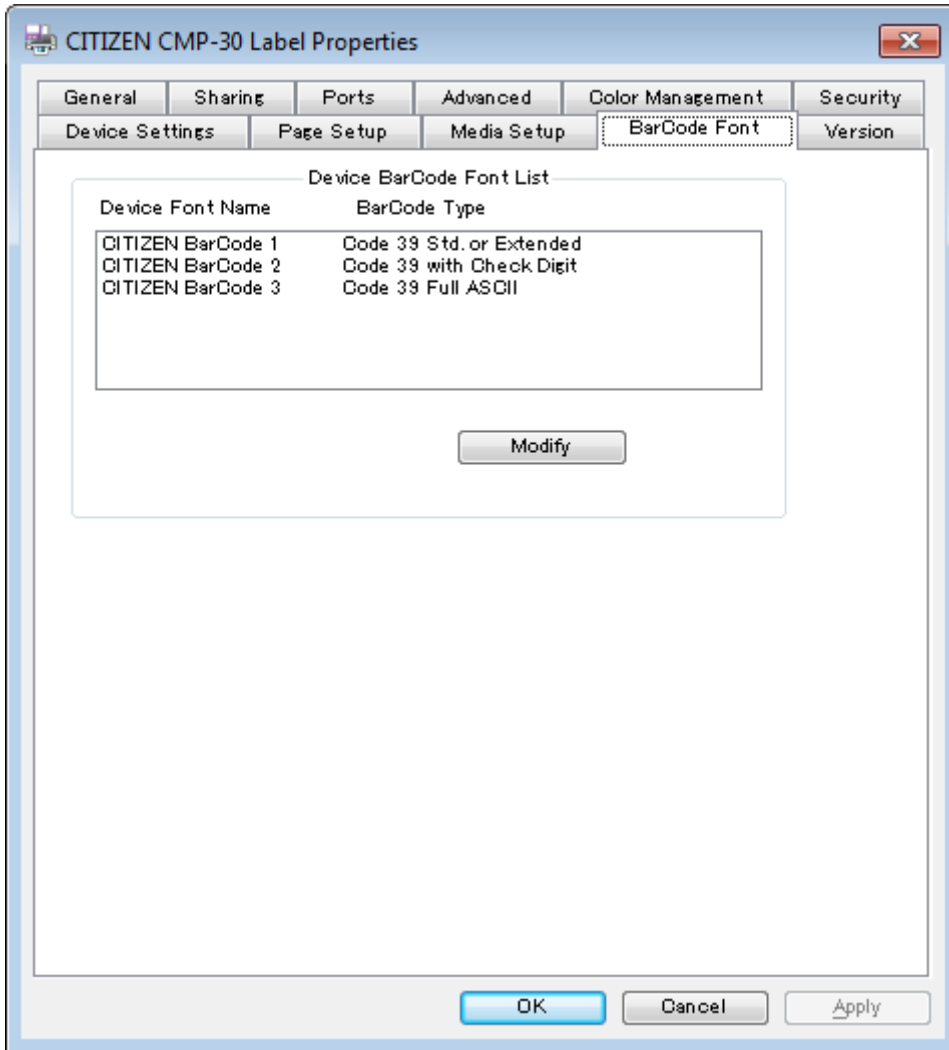 CITIZEN CMP-30 Label Properties
General Sharing Ports Advanced Color Management Security
Device Settings Page Setup Media Setup BarCode Font Version
Device BarCode Font List
Device Font Name BarCode Type
CITIZEN BarCode 1 Code 39 Std. or Extended
CITIZEN BarCode 2 Code 39 with Check Digit
CITIZEN BarCode 3 Code 39 Full ASCII
Modify
OK Cancel Apply